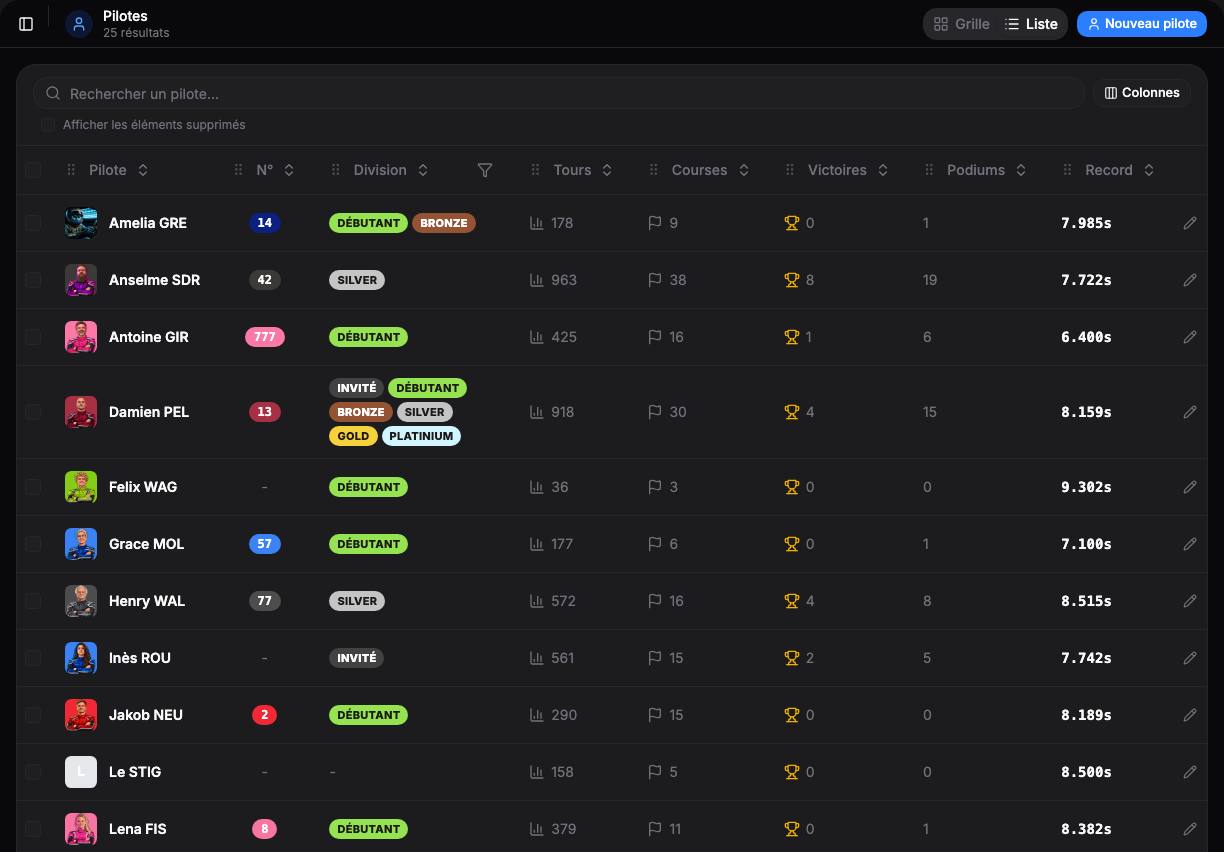 Pilotes
25 résultats
Grille
Liste
Nouveau pilote
Rechercher un pilote...
Colonnes
Afficher les éléments supprimés
Pilote N° Division Tours Courses Victoires Podiums Record
Amelia GRE 14 DÉBUTANT BRONZE 178 9 0 1 7.985s
Anselme SDR 42 SILVER 963 38 8 19 7.722s
Antoine GIR 777 DÉBUTANT 425 16 1 6 6.400s
Damien PEL 13 INVITÉ DÉBUTANT BRONZE SILVER GOLD PLATINIUM 918 30 4 15 8.159s
Felix WAG - DÉBUTANT 36 3 0 0 9.302s
Grace MOL 57 DÉBUTANT 177 6 0 1 7.100s
Henry WAL 77 SILVER 572 16 4 8 8.515s
Inès ROU - INVITÉ 561 15 2 5 7.742s
Jakob NEU 2 DÉBUTANT 290 15 0 0 8.189s
L Le STIG - - 158 5 0 0 8.500s
Lena FIS 8 DÉBUTANT 379 11 0 1 8.382s